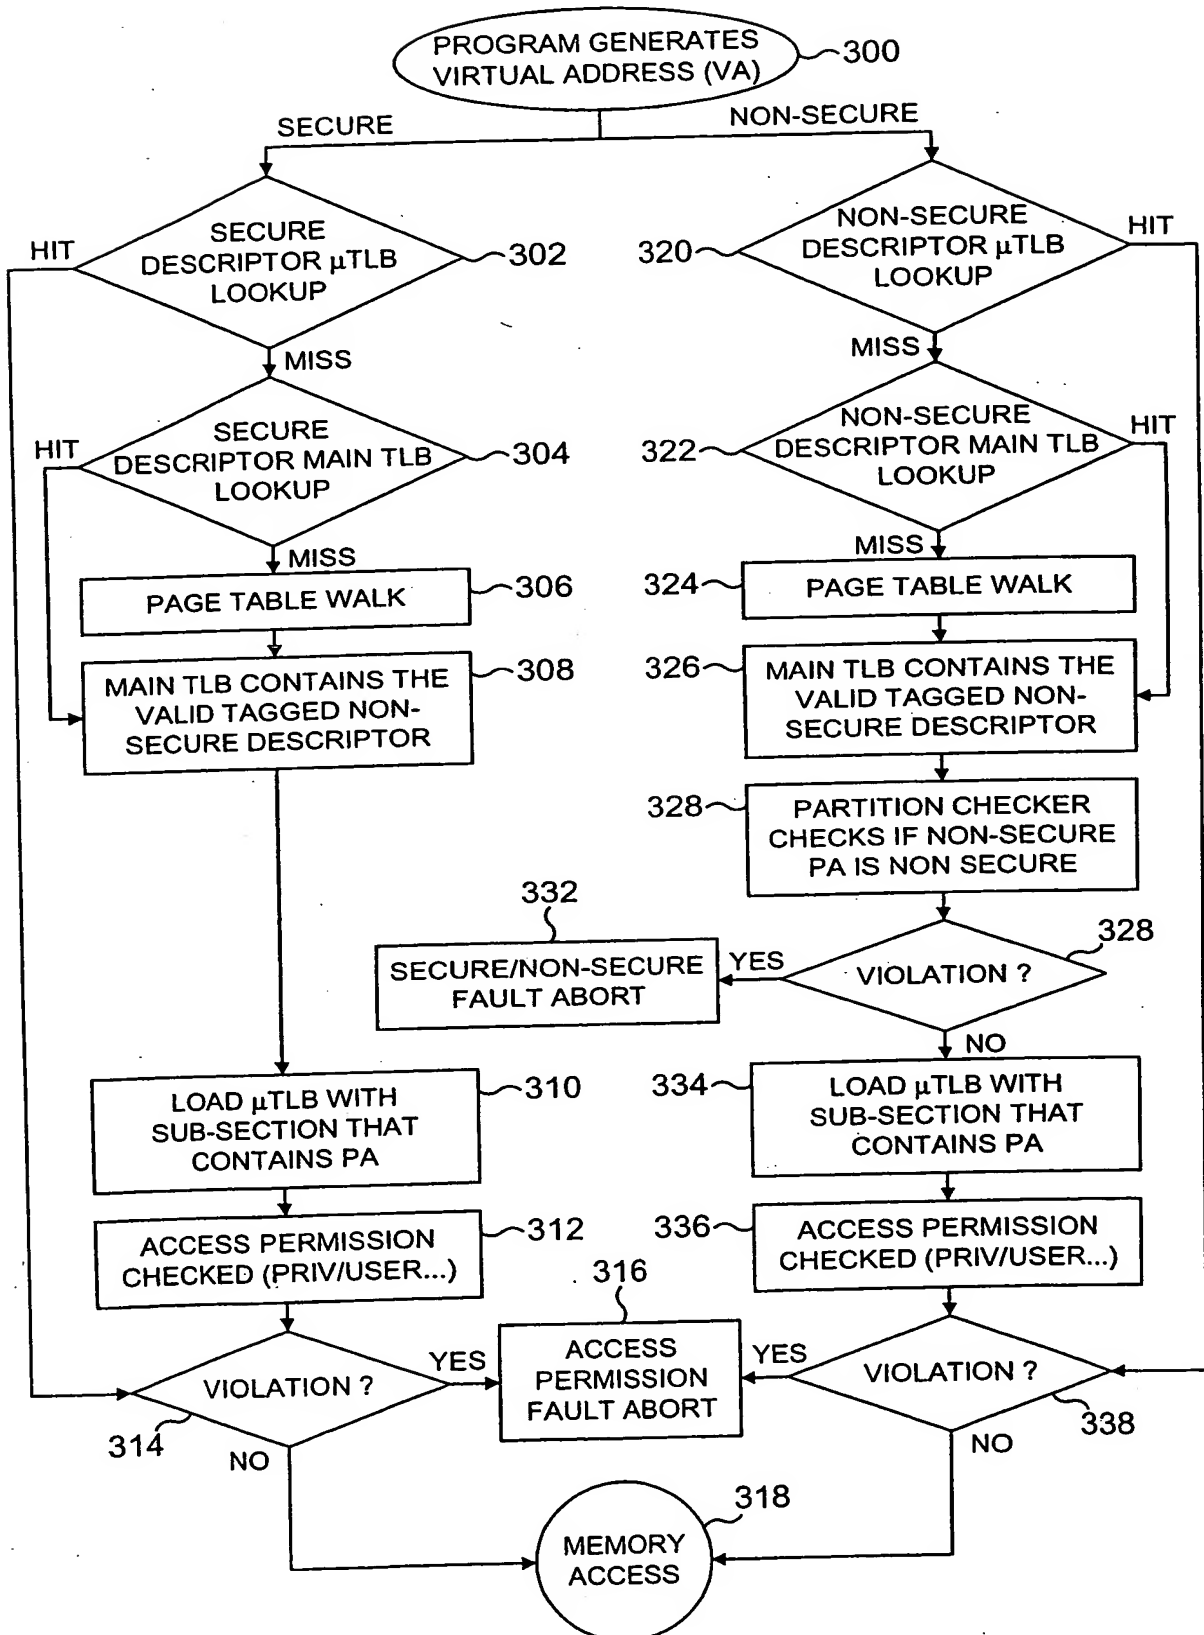 PROGRAM GENERATES
VIRTUAL ADDRESS (VA)
300
SECURE
NON-SECURE
HIT
SECURE
DESCRIPTOR µTLB
LOOKUP
302
320
NON-SECURE
DESCRIPTOR µTLB
LOOKUP
HIT
MISS
MISS
HIT
SECURE
DESCRIPTOR MAIN TLB
LOOKUP
304
322
NON-SECURE
DESCRIPTOR MAIN TLB
LOOKUP
HIT
MISS
MISS
PAGE TABLE WALK
306
324
PAGE TABLE WALK
MAIN TLB CONTAINS THE
VALID TAGGED NON-
SECURE DESCRIPTOR
308
326
MAIN TLB CONTAINS THE
VALID TAGGED NON-
SECURE DESCRIPTOR
328
PARTITION CHECKER
CHECKS IF NON-SECURE
PA IS NON SECURE
332
SECURE/NON-SECURE
FAULT ABORT
YES
VIOLATION ?
328
NO
LOAD µTLB WITH
SUB-SECTION THAT
CONTAINS PA
310
334
LOAD µTLB WITH
SUB-SECTION THAT
CONTAINS PA
ACCESS PERMISSION
CHECKED (PRIV/USER...)
312
336
ACCESS PERMISSION
CHECKED (PRIV/USER...)
316
VIOLATION ?
314
YES
ACCESS
PERMISSION
FAULT ABORT
YES
VIOLATION ?
338
NO
NO
318
MEMORY
ACCESS